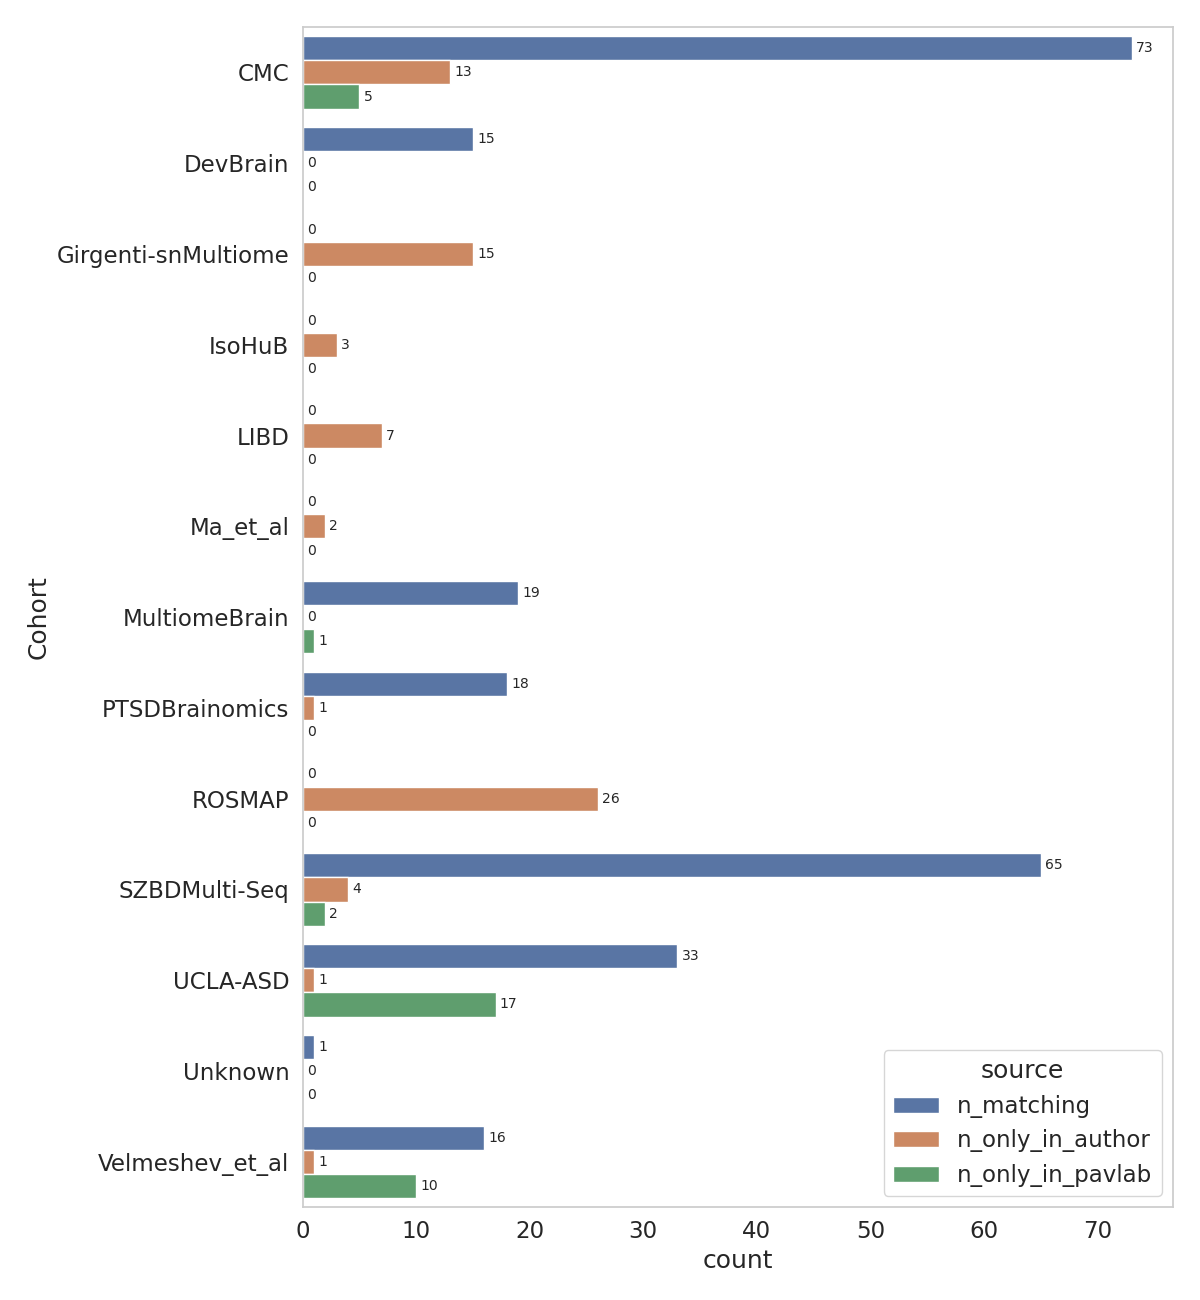 CMC
73
13
5
DevBrain
15
0
0
Girgenti-snMultiome
0
15
0
IsoHuB
0
3
0
LIBD
0
7
0
Ma_et_al
0
2
0
MultiomeBrain
19
0
1
PTSDBrainomics
18
1
0
ROSMAP
0
26
0
SZBDMulti-Seq
65
4
2
UCLA-ASD
33
1
17
Unknown
1
0
0
Velmeshev_et_al
16
1
10
Cohort
source
n_matching
n_only_in_author
n_only_in_pavlab
0 10 20 30 40 50 60 70
count